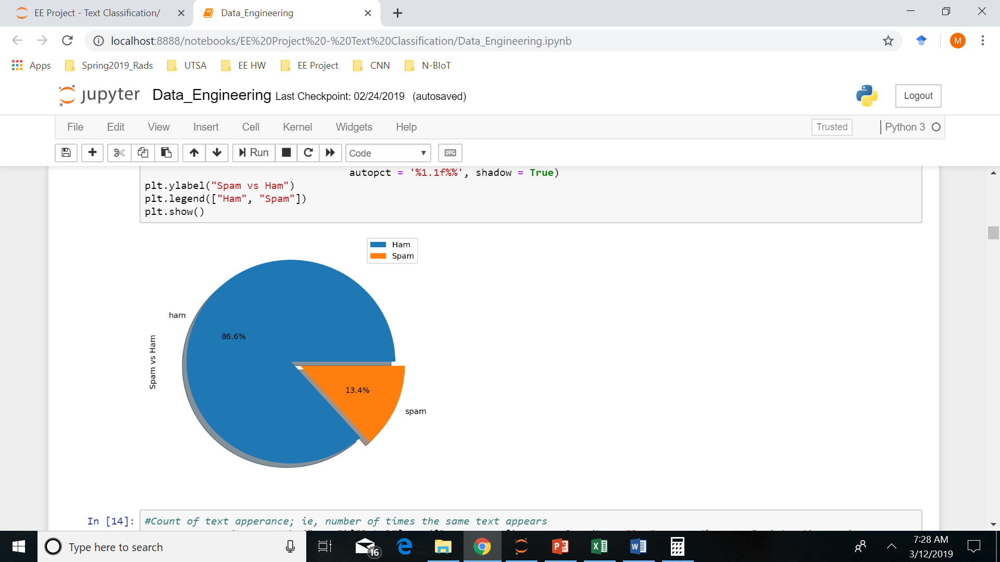 EE Project - Text Classification/
Data_Engineering
localhost:8888/notebooks/EE%20Project%20-%20Text%20Classification/Data_Engineering.ipynb
M
Apps Spring2019_Rads UTSA EE HW EE Project CNN N-BIoT
jupyter Data_Engineering Last Checkpoint: 02/24/2019 (autosaved)
Logout
File Edit View Insert Cell Kernel Widgets Help
Trusted
Python 3
Run
Code
autopct = '%1.1f%%', shadow = True)
plt.ylabel("Spam vs Ham")
plt.legend(["Ham", "Spam"])
plt.show()
Ham
Spam
ham
86.6%
Spam vs Ham
13.4%
spam
In [14]:
#Count of text apperance; ie, number of times the same text appears
Type here to search
16
7:28 AM
3/12/2019